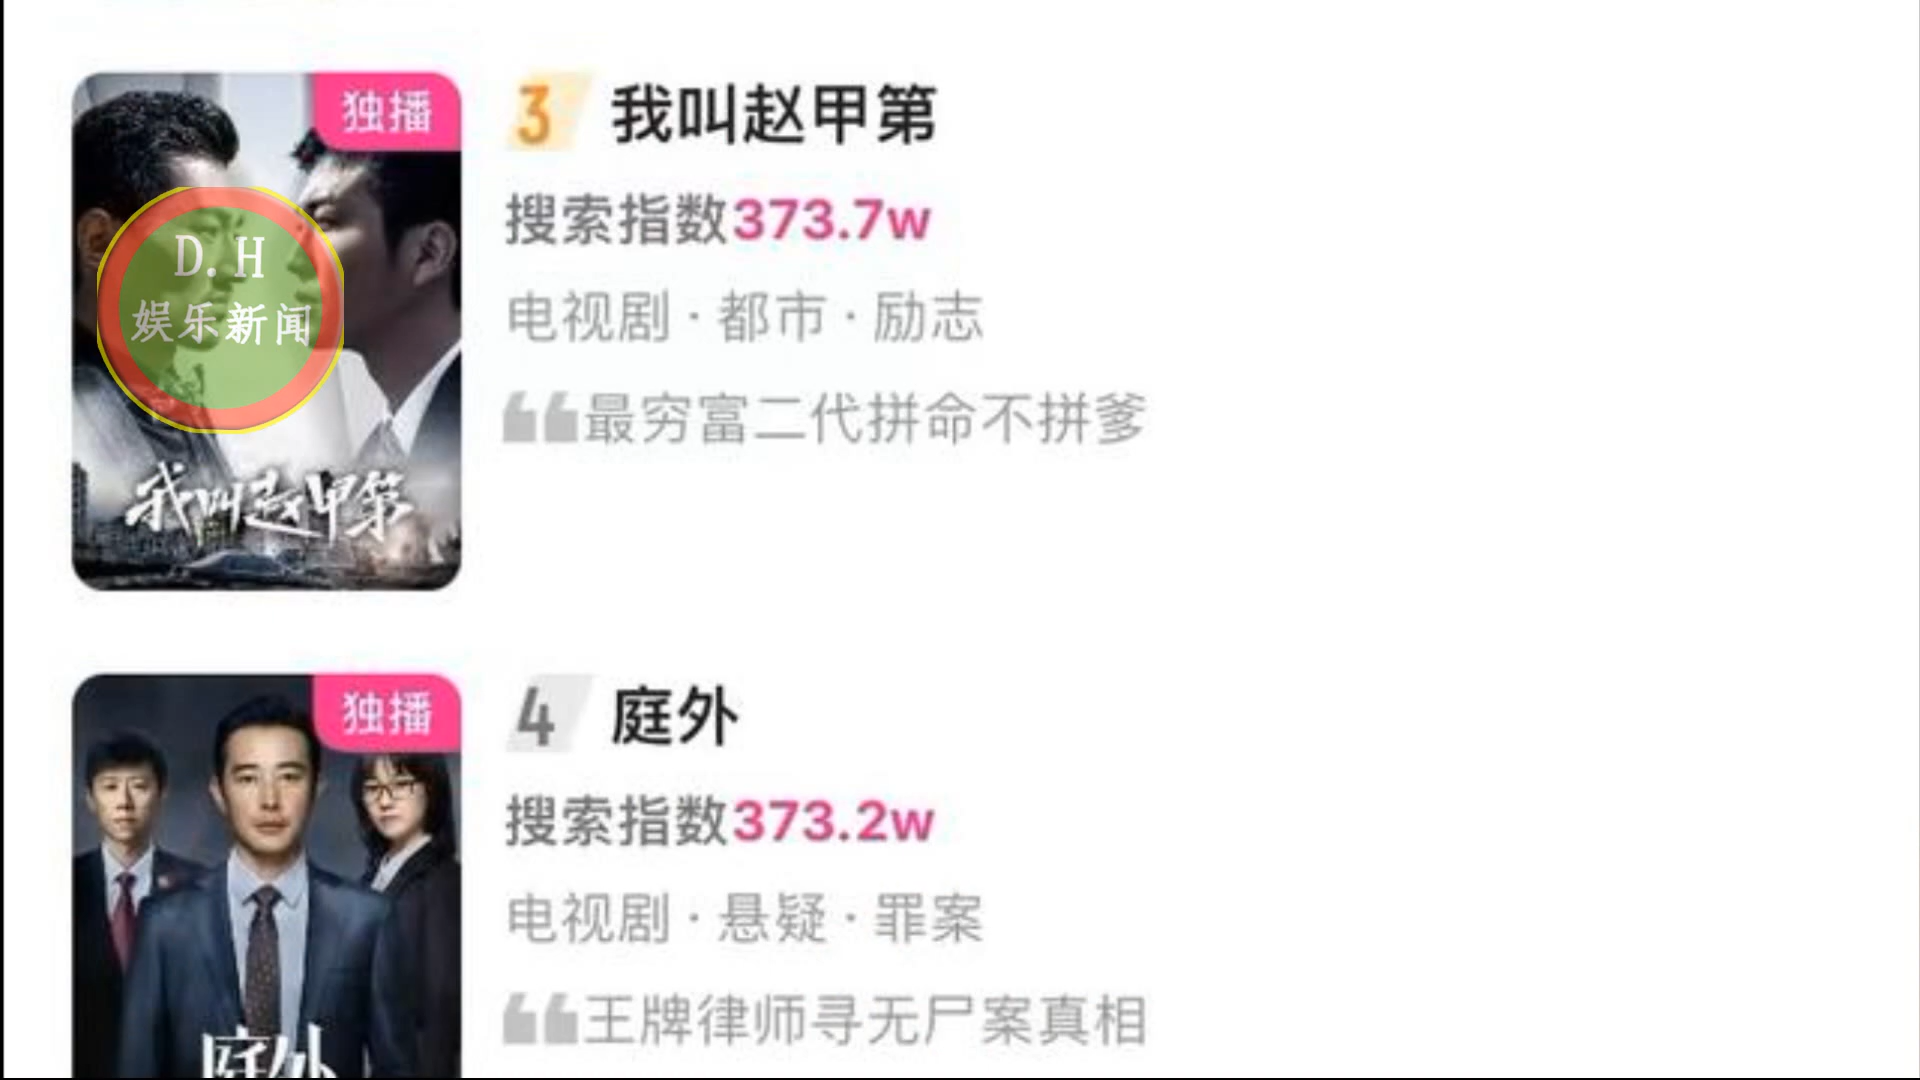 独播
3 我叫赵甲第
搜索指数373.7w
D.H
娱乐新闻
电视剧·都市·励志
❝最穷富二代拼命不拼爹
我叫赵甲第
独播
4 庭外
搜索指数373.2w
电视剧·悬疑·罪案
❝王牌律师寻无尸案真相
庭外